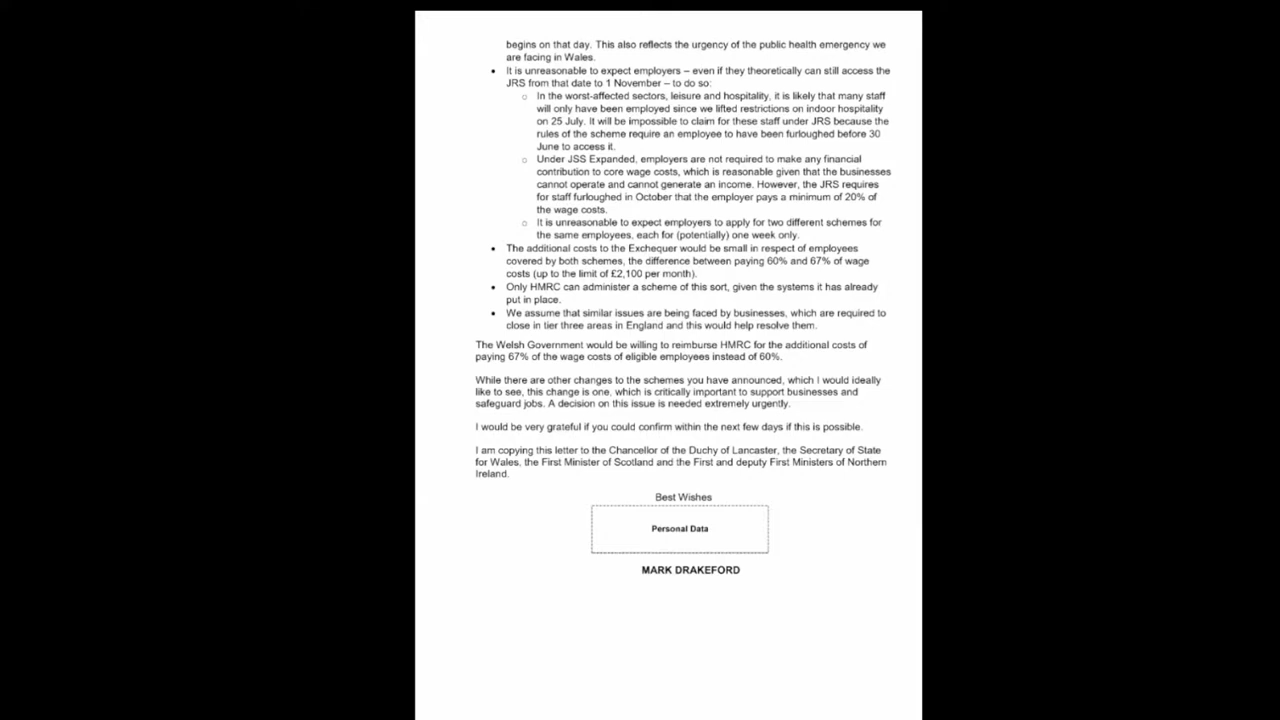 begins on that day. This also reflects the urgency of the public health emergency we
are facing in Wales.
• It is unreasonable to expect employers – even if they theoretically can still access the
JRS from that date to 1 November – to do so:
o In the worst-affected sectors, leisure and hospitality, it is likely that many staff
will only have been employed since we lifted restrictions on indoor hospitality
on 25 July. It will be impossible to claim for these staff under JRS because the
rules of the scheme require an employee to have been furloughed before 30
June to access it.
o Under JSS Expanded, employers are not required to make any financial
contribution to core wage costs, which is reasonable given that the businesses
cannot operate and cannot generate an income. However, the JRS requires
for staff furloughed in October that the employer pays a minimum of 20% of
the wage costs.
o It is unreasonable to expect employers to apply for two different schemes for
the same employees, each for (potentially) one week only.
• The additional costs to the Exchequer would be small in respect of employees
covered by both schemes, the difference between paying 60% and 67% of wage
costs (up to the limit of £2,100 per month).
• Only HMRC can administer a scheme of this sort, given the systems it has already
put in place.
• We assume that similar issues are being faced by businesses, which are required to
close in tier three areas in England and this would help resolve them.
The Welsh Government would be willing to reimburse HMRC for the additional costs of
paying 67% of the wage costs of eligible employees instead of 60%.
While there are other changes to the schemes you have announced, which I would ideally
like to see, this change is one, which is critically important to support businesses and
safeguard jobs. A decision on this issue is needed extremely urgently.
I would be very grateful if you could confirm within the next few days if this is possible.
I am copying this letter to the Chancellor of the Duchy of Lancaster, the Secretary of State
for Wales, the First Minister of Scotland and the First and deputy First Ministers of Northern
Ireland.
Best Wishes
Personal Data
MARK DRAKEFORD